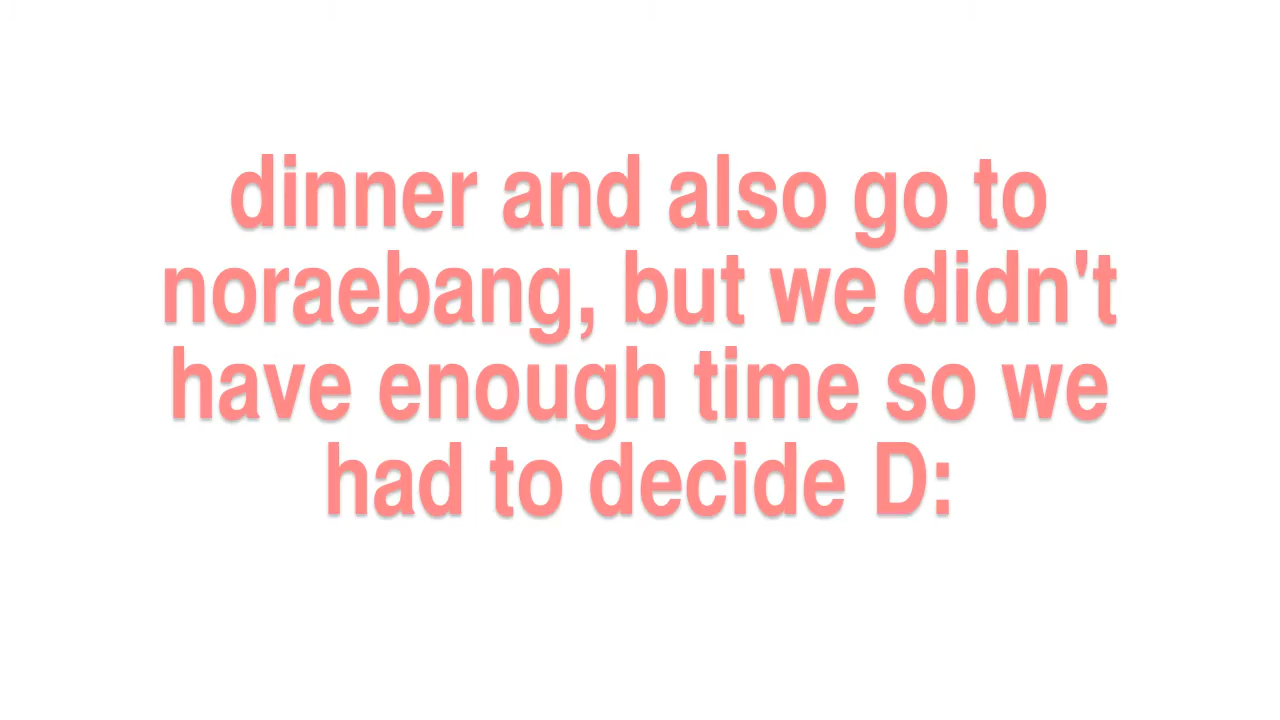 dinner and also go to
noraebang, but we didn't
have enough time so we
had to decide D: